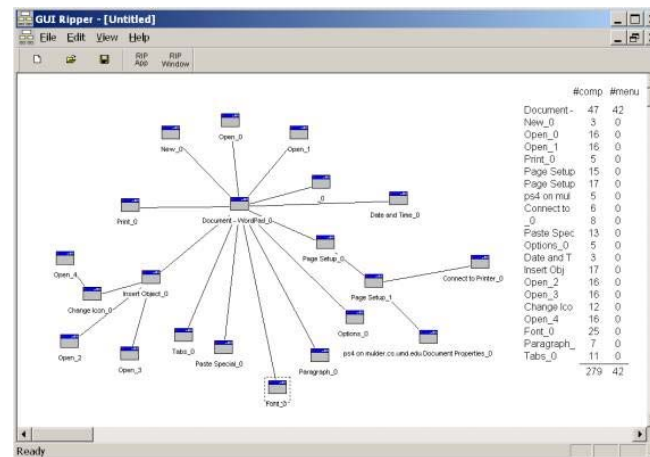 GUI Ripper - [Untitled]
File Edit View Help
RIP App RIP Window
#comp #menu
Document - 47 42
New_0 3 0
Open_0 16 0
Open_1 16 0
Print_0 5 0
Page Setup 15 0
Page Setup 17 0
ps4 on mul 5 0
Connect to 6 0
_0 8 0
Paste Spec 13 0
Options_0 5 0
Date and T 3 0
Insert Obj 17 0
Open_2 16 0
Open_3 16 0
Change Ico 12 0
Open_4 16 0
Font_0 25 0
Paragraph_ 7 0
Tabs_0 11 0
279 42
Open_0
New_0
Open_1
_0
Print_0
Document - WordPad_0
Date and Time_0
Page Setup_0
Open_4
Insert Object_0
Connect to Printer_0
Page Setup_1
Change Icon_0
Options_0
Tabs_0
ps4 on mulder.cs.umd.edu Document Properties_0
Open_2
Paste Special_0
Open_3
Paragraph_0
Font_0
Ready